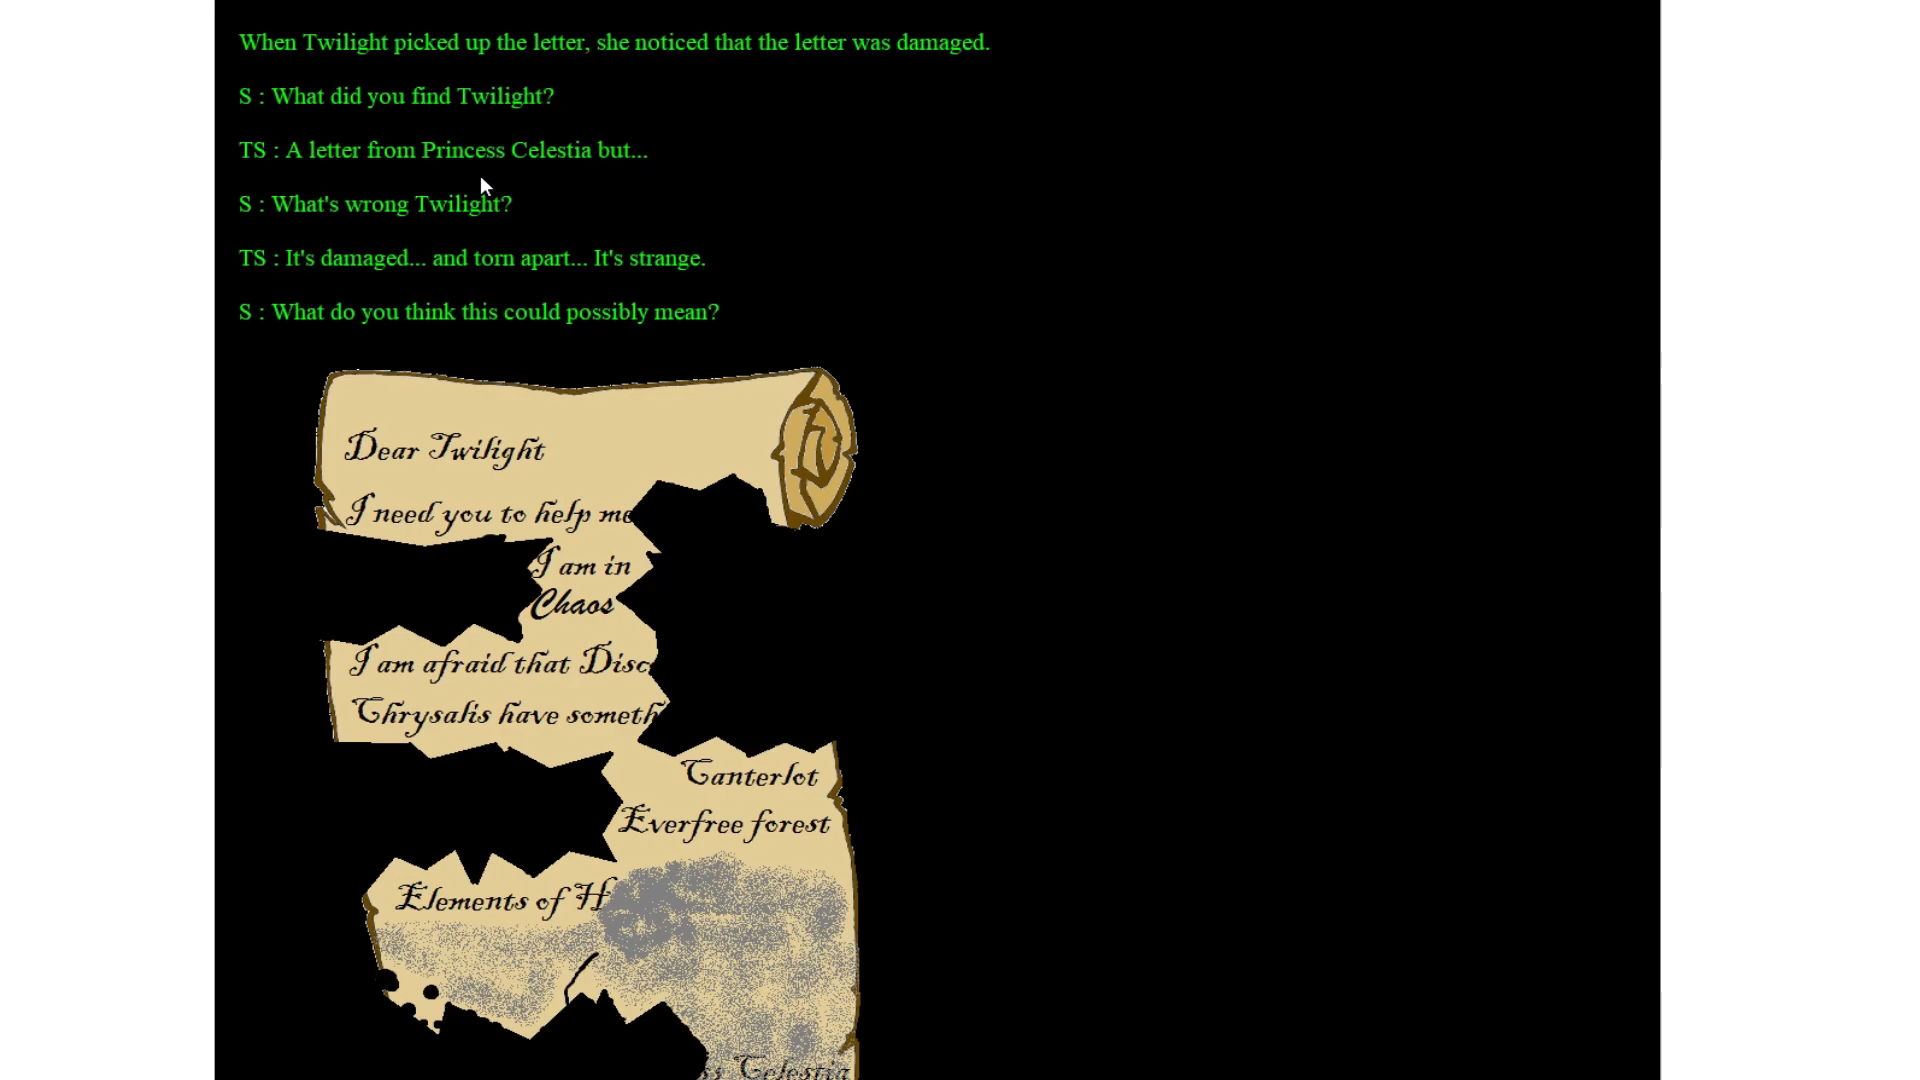 When Twilight picked up the letter, she noticed that the letter was damaged.
S : What did you find Twilight?
TS : A letter from Princess Celestia but...
S : What's wrong Twilight?
TS : It's damaged... and torn apart... It's strange.
S : What do you think this could possibly mean?
Dear Twilight
I need you to help me
I am in
Chaos
I am afraid that Disc
Chrysalis have someth
Canterlot
Everfree forest
Elements of H
ss Celestia